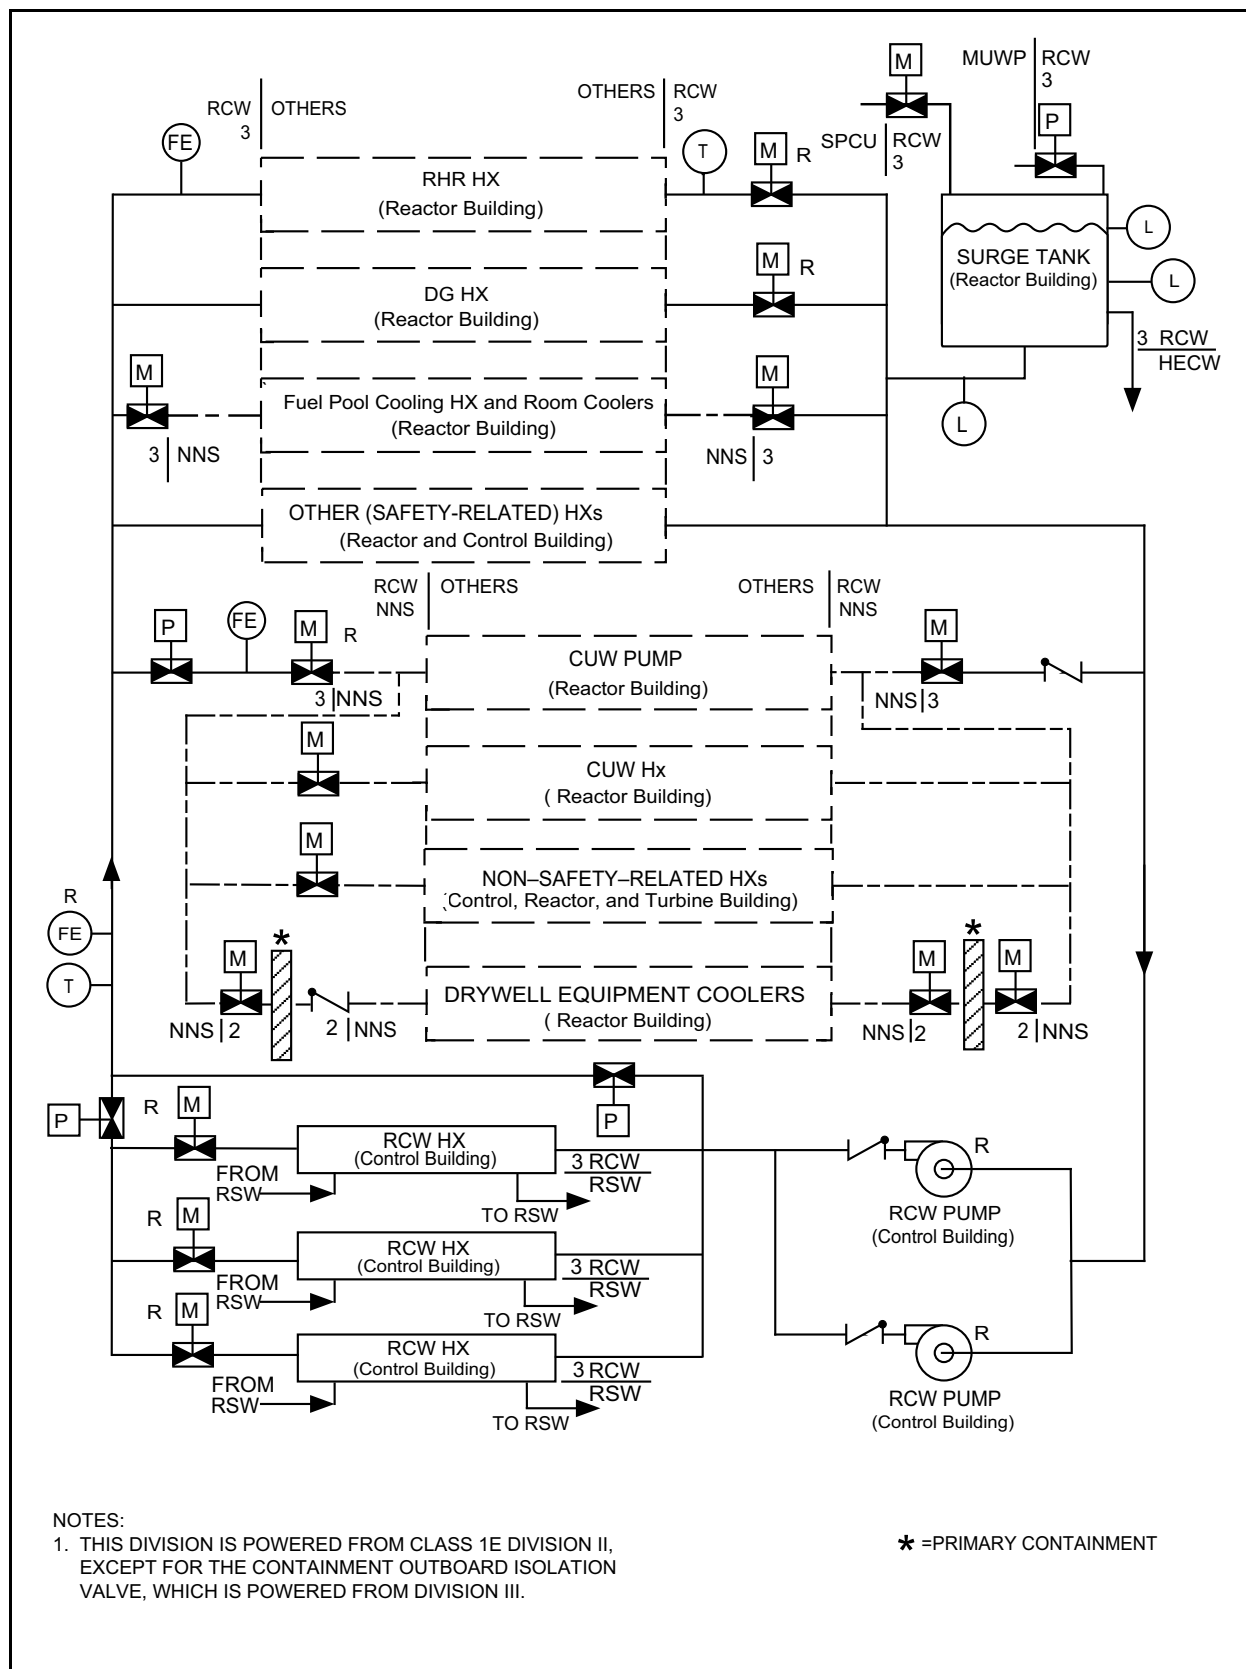 M
MUWP
RCW
3
RCW
3
OTHERS
OTHERS
RCW
3
SPCU
RCW
3
P
FE
T
M
R
RHR HX
(Reactor Building)
L
SURGE TANK
(Reactor Building)
L
M
R
DG HX
(Reactor Building)
3 RCW
HECW
M
M
Fuel Pool Cooling HX and Room Coolers
(Reactor Building)
L
3
NNS
NNS
3
OTHER (SAFETY-RELATED) HXs
(Reactor and Control Building)
RCW
NNS
OTHERS
OTHERS
RCW
NNS
P
FE
M
R
M
CUW PUMP
(Reactor Building)
3
NNS
NNS
3
M
CUW Hx
( Reactor Building)
M
NON–SAFETY–RELATED HXs
(Control, Reactor, and Turbine Building)
R
FE
T
*
M
*
M
M
DRYWELL EQUIPMENT COOLERS
( Reactor Building)
NNS
2
2
NNS
NNS
2
2
NNS
P
P
R
M
RCW HX
(Control Building)
3 RCW
RSW
FROM
RSW
TO RSW
R
RCW PUMP
(Control Building)
R
M
RCW HX
(Control Building)
3 RCW
RSW
FROM
RSW
TO RSW
R
M
RCW HX
(Control Building)
3 RCW
RSW
FROM
RSW
TO RSW
R
RCW PUMP
(Control Building)
NOTES:
1. THIS DIVISION IS POWERED FROM CLASS 1E DIVISION II,
EXCEPT FOR THE CONTAINMENT OUTBOARD ISOLATION
VALVE, WHICH IS POWERED FROM DIVISION III.
* =PRIMARY CONTAINMENT